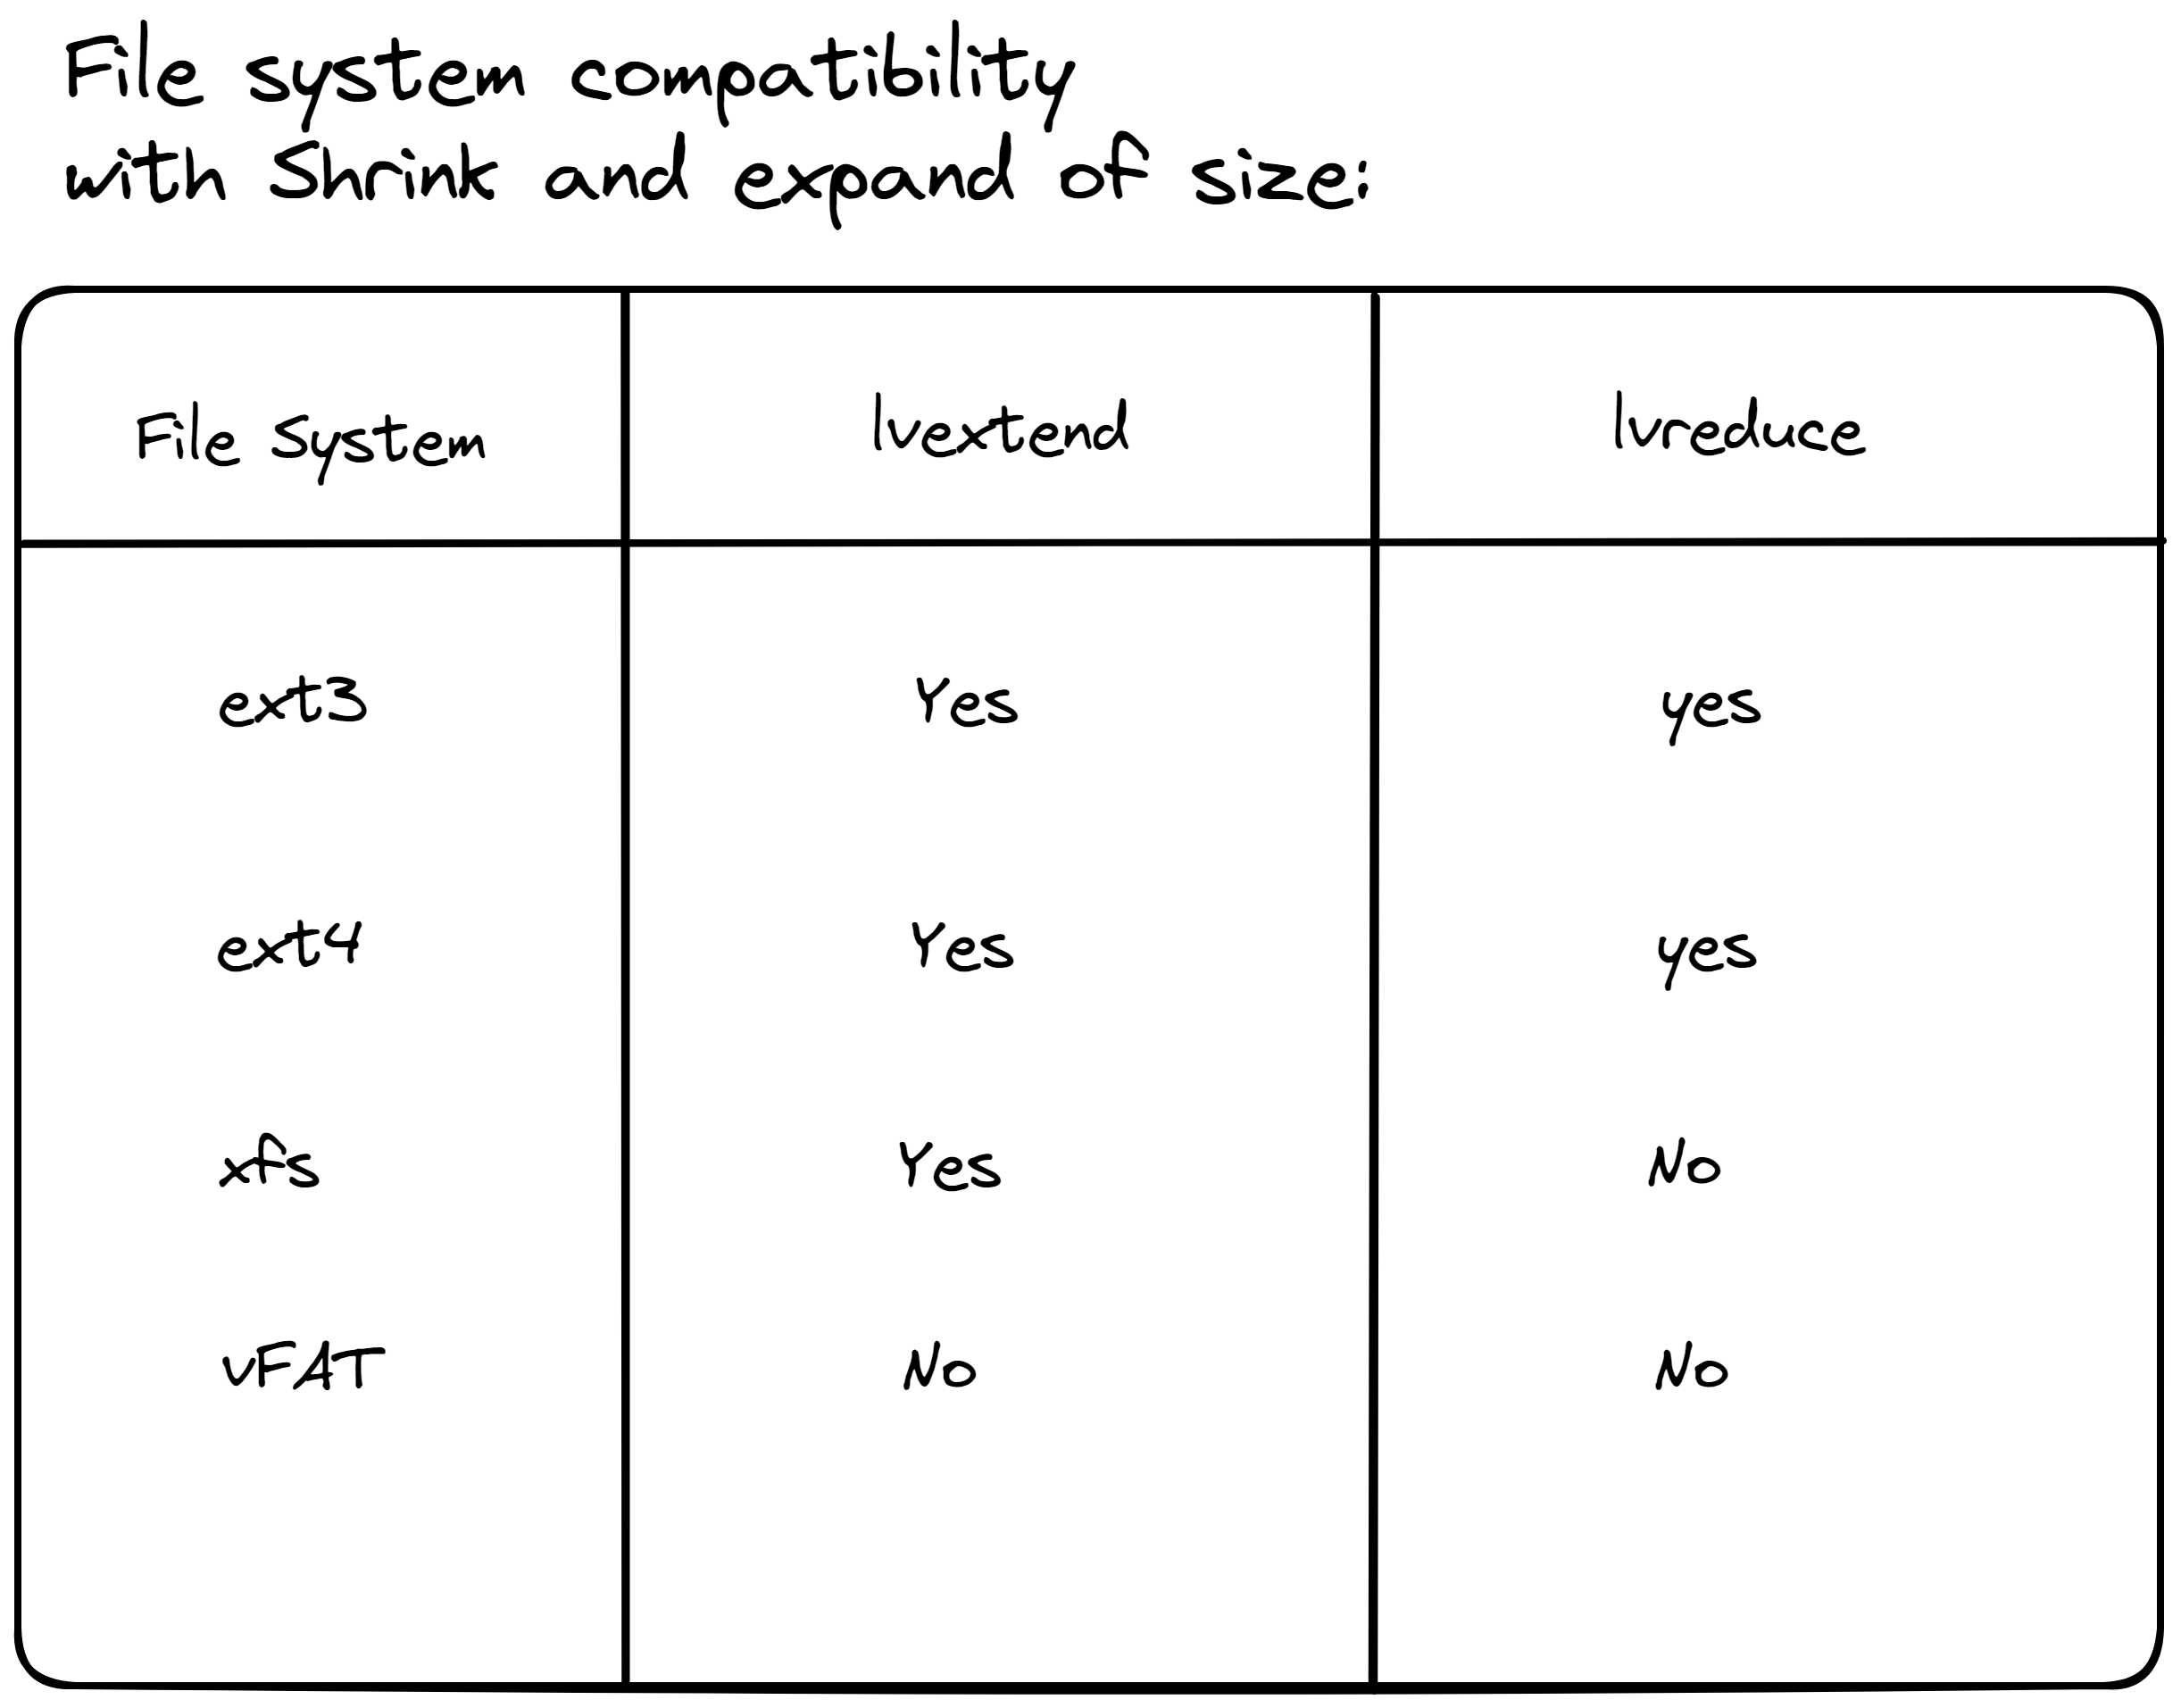 File system compatibility
with Shrink and expand of size:
File system lvextend lvreduce
ext3 Yes yes
ext4 Yes yes
xfs Yes No
vFAT No No